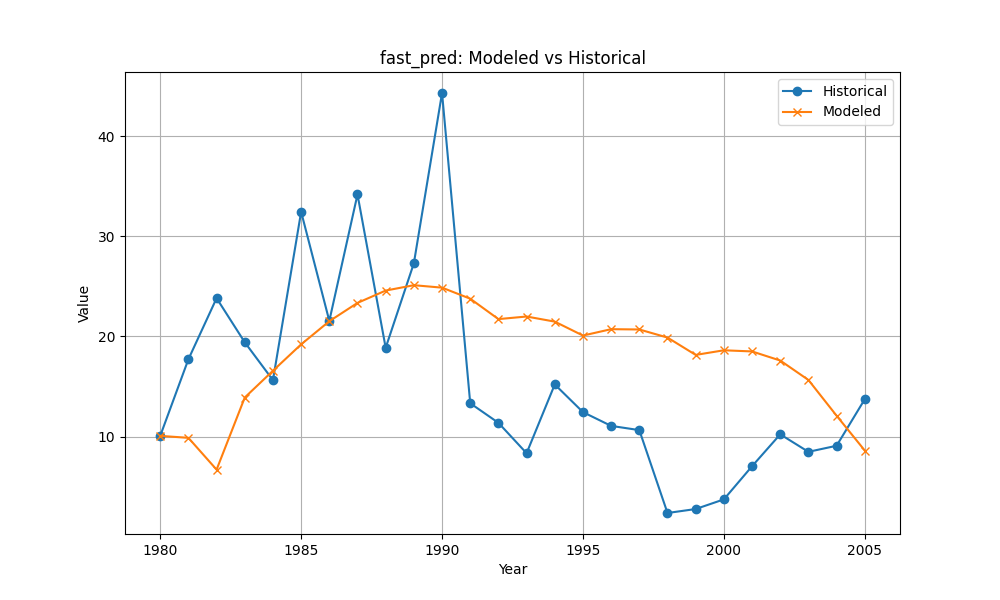 fast_pred: Modeled vs Historical
Historical
Modeled
Value
40
30
20
10
1980 1985 1990 1995 2000 2005
Year